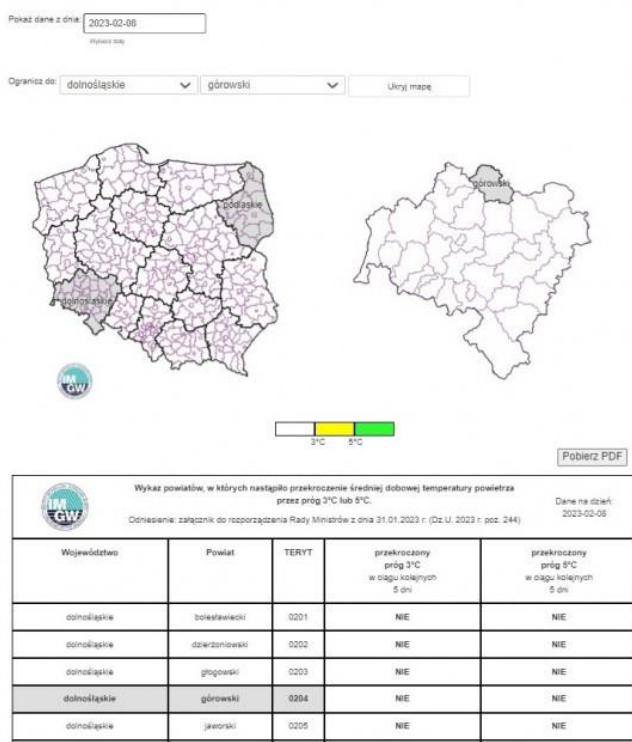 Pokaż dane z dnia: 2023-02-08
Wybierz datę
Ogranicz do: dolnośląskie górowski Ukryj mapę
podlaskie
górowski
dolnośląskie
IM
GW
3°C 5°C
Pobierz PDF
IM
GW
Wykaz powiatów, w których nastąpiło przekroczenie średniej dobowej temperatury powietrza
przez próg 3°C lub 5°C.
Odniesienie: załącznik do rozporządzenia Rady Ministrów z dnia 31.01.2023 r. (Dz.U. 2023 r. poz. 244)
Dane na dzień:
2023-02-08
Województwo Powiat TERYT przekroczony próg 3°C w ciągu kolejnych 5 dni przekroczony próg 5°C w ciągu kolejnych 5 dni
dolnośląskie bolesławiecki 0201 NIE NIE
dolnośląskie dzierżoniowski 0202 NIE NIE
dolnośląskie głogowski 0203 NIE NIE
dolnośląskie górowski 0204 NIE NIE
dolnośląskie jaworski 0205 NIE NIE